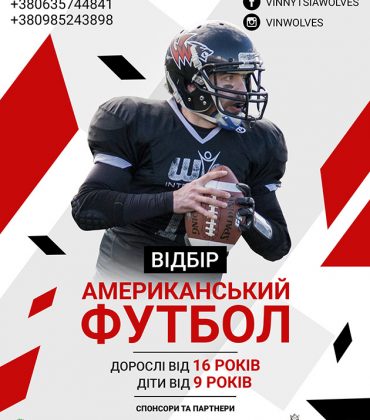 +380635744841
+380985243898
VINNYTSIAWOLVES
VINWOLVES
ВІДБІР
АМЕРИКАНСЬКИЙ
ФУТБОЛ
ДОРОСЛІ ВІД 16 РОКІВ
ДІТИ ВІД 9 РОКІВ
СПОНСОРИ ТА ПАРТНЕРИ